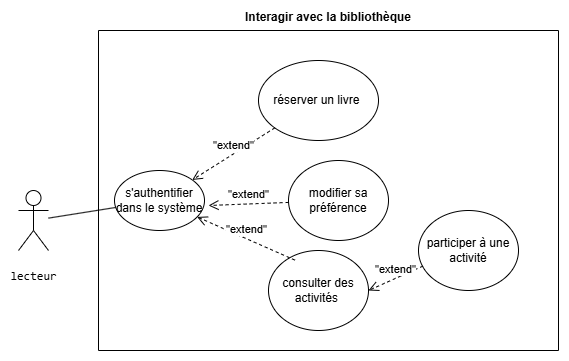 Interagir avec la bibliothèque
réserver un livre
"extend"
s'authentifier
dans le système
"extend"
modifier sa
préférence
"extend"
participer à une
activité
"extend"
consulter des
activités
lecteur